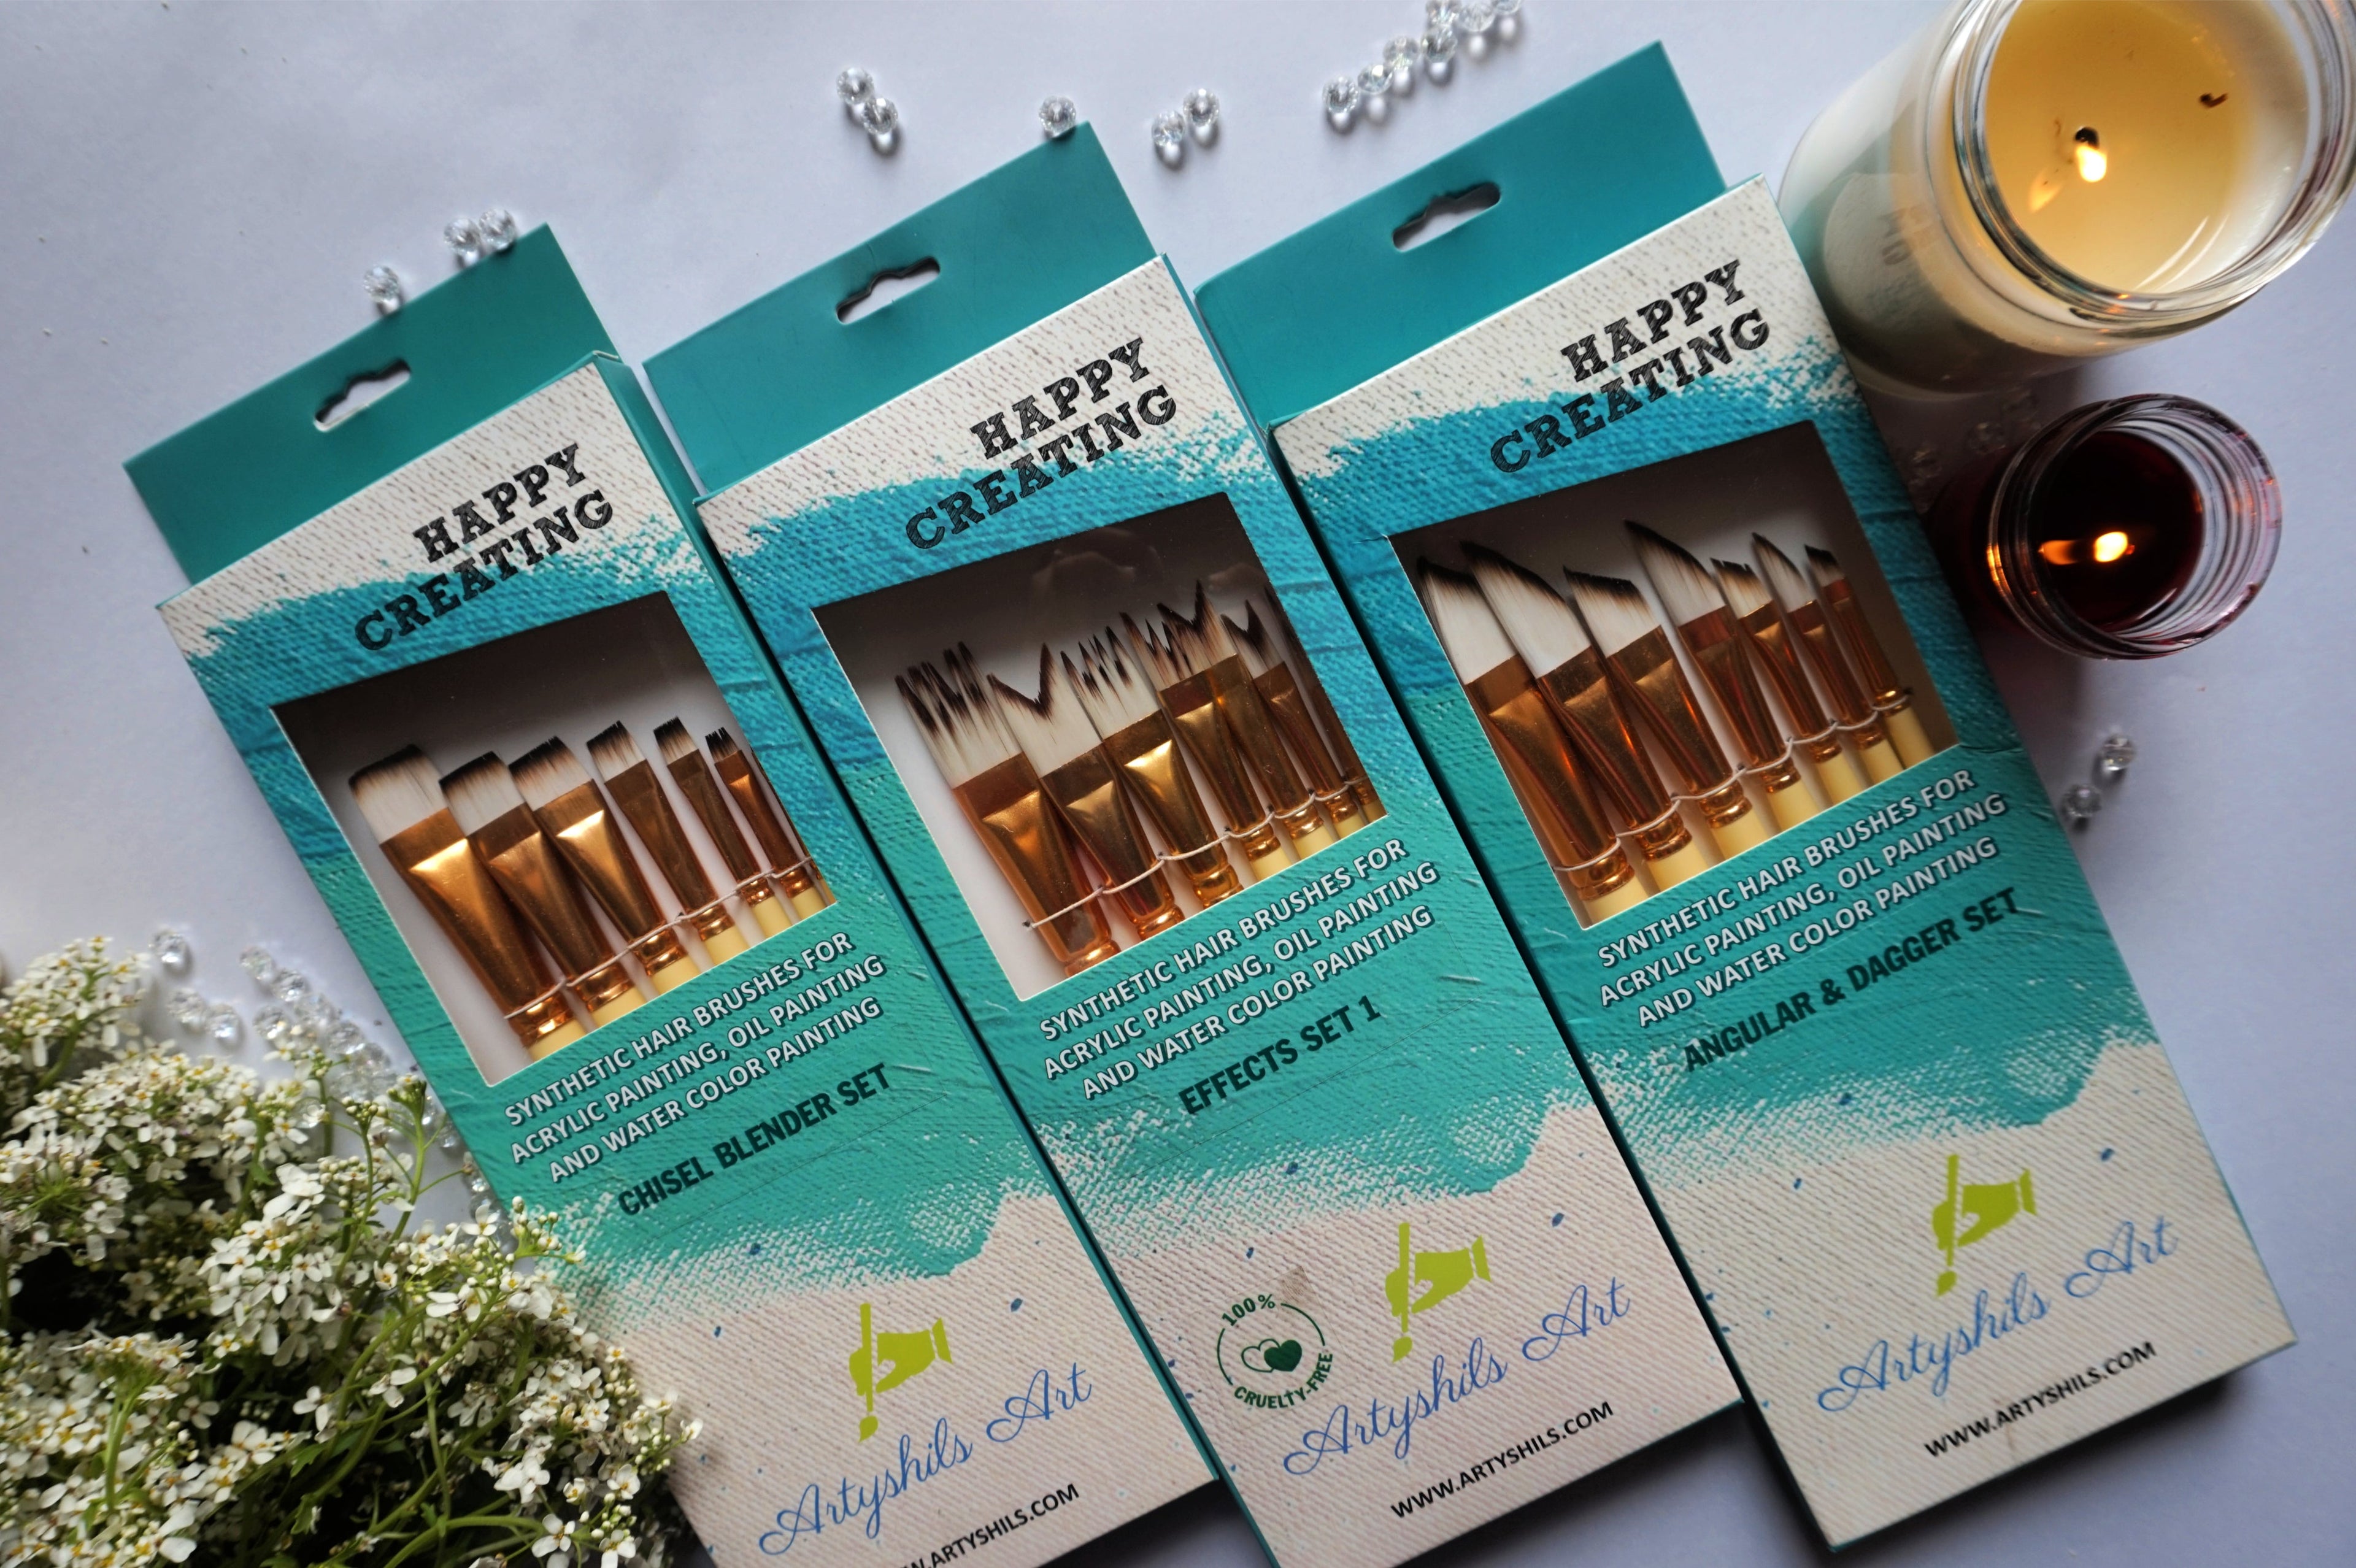 HAPPY
CREATING
SYNTHETIC HAIR BRUSHES FOR
ACRYLIC PAINTING, OIL PAINTING
AND WATER COLOR PAINTING
CHISEL BLENDER SET
Artyshils Art
W.ARTYSHILS.COM
HAPPY
CREATING
SYNTHETIC HAIR BRUSHES FOR
ACRYLIC PAINTING, OIL PAINTING
AND WATER COLOR PAINTING
EFFECTS SET 1
100%
CRUELTY-FREE
Artyshils Art
WWW.ARTYSHILS.COM
HAPPY
CREATING
SYNTHETIC HAIR BRUSHES FOR
ACRYLIC PAINTING, OIL PAINTING
AND WATER COLOR PAINTING
ANGULAR & DAGGER SET
Artyshils Art
WWW.ARTYSHILS.COM